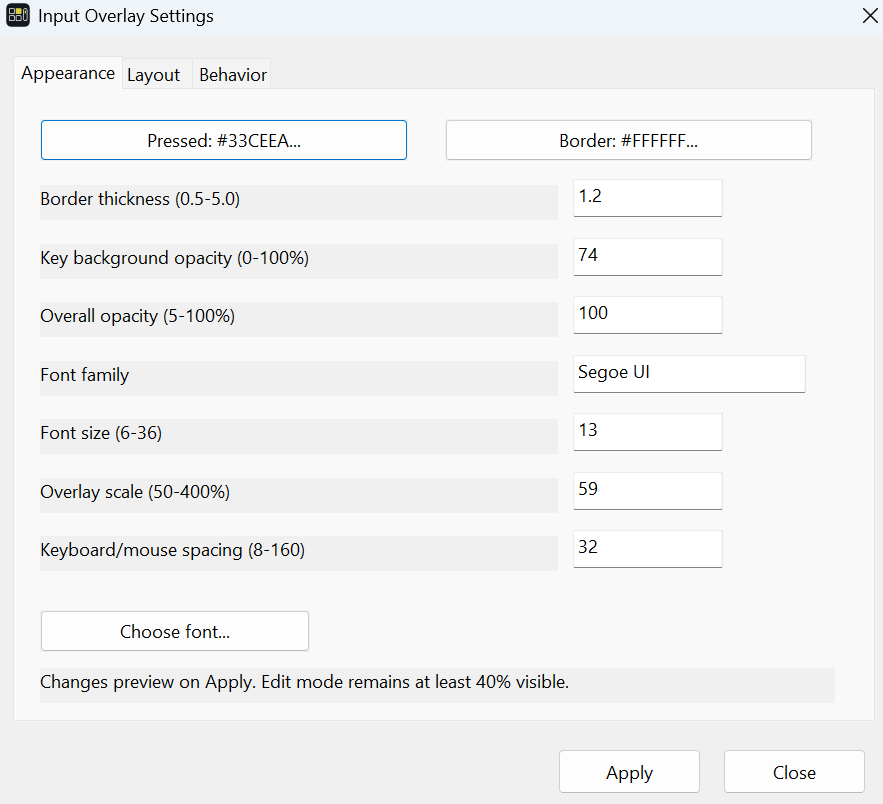 Input Overlay Settings
Appearance Layout Behavior
Pressed: #33CEEA... Border: #FFFFFF...
Border thickness (0.5-5.0) 1.2
Key background opacity (0-100%) 74
Overall opacity (5-100%) 100
Font family Segoe UI
Font size (6-36) 13
Overlay scale (50-400%) 59
Keyboard/mouse spacing (8-160) 32
Choose font...
Changes preview on Apply. Edit mode remains at least 40% visible.
Apply Close